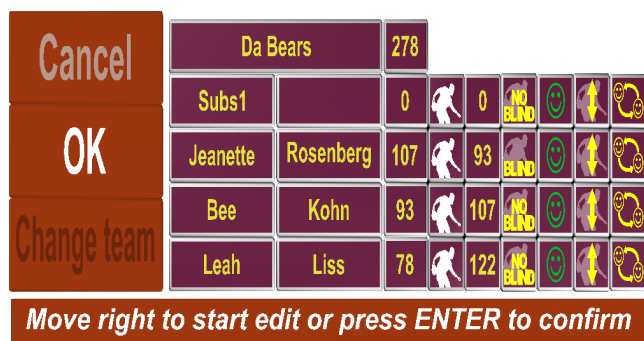 Cancel
OK
Change team
Da Bears 278
Subs1 0 0 NO BLIND
Jeanette Rosenberg 107 93 BLIND
Bee Kohn 93 107 NO BLIND
Leah Liss 78 122 NO BLIND
Move right to start edit or press ENTER to confirm